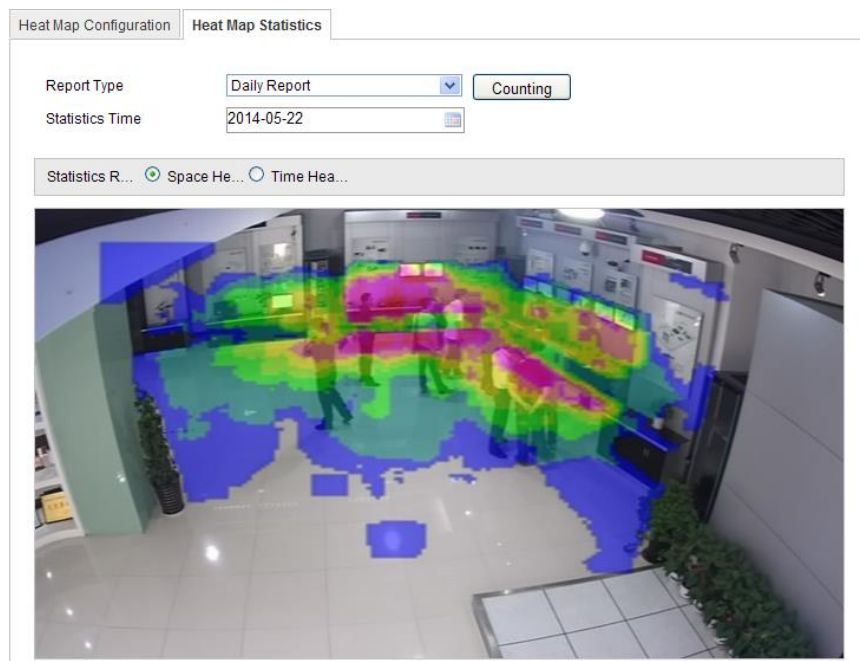 Heat Map Configuration Heat Map Statistics
Report Type Daily Report Counting
Statistics Time 2014-05-22
Statistics R... Space He... Time Hea...